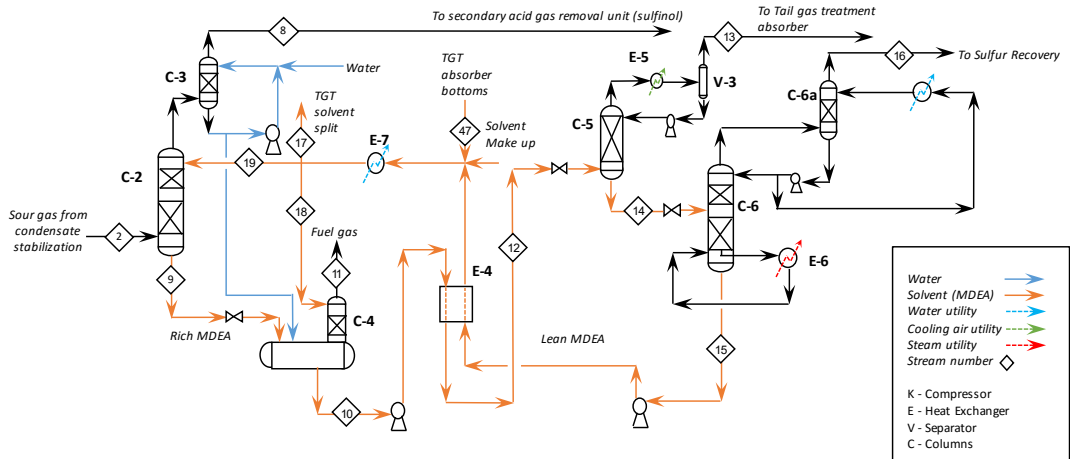 8
To secondary acid gas removal unit (sulfinol)
13
To Tail gas treatment
absorber
E-5
16
To Sulfur Recovery
V-3
C-3
Water
TGT
absorber
bottoms
C-6a
TGT
solvent
split
C-5
47
Solvent
Make up
17
E-7
19
C-2
14
C-6
18
Sour gas from
condensate
stabilization
2
12
Fuel gas
E-6
9
11
E-4
C-4
Rich MDEA
Lean MDEA
15
10
Water
Solvent (MDEA)
Water utility
Cooling air utility
Steam utility
Stream number
K - Compressor
E - Heat Exchanger
V - Separator
C - Columns